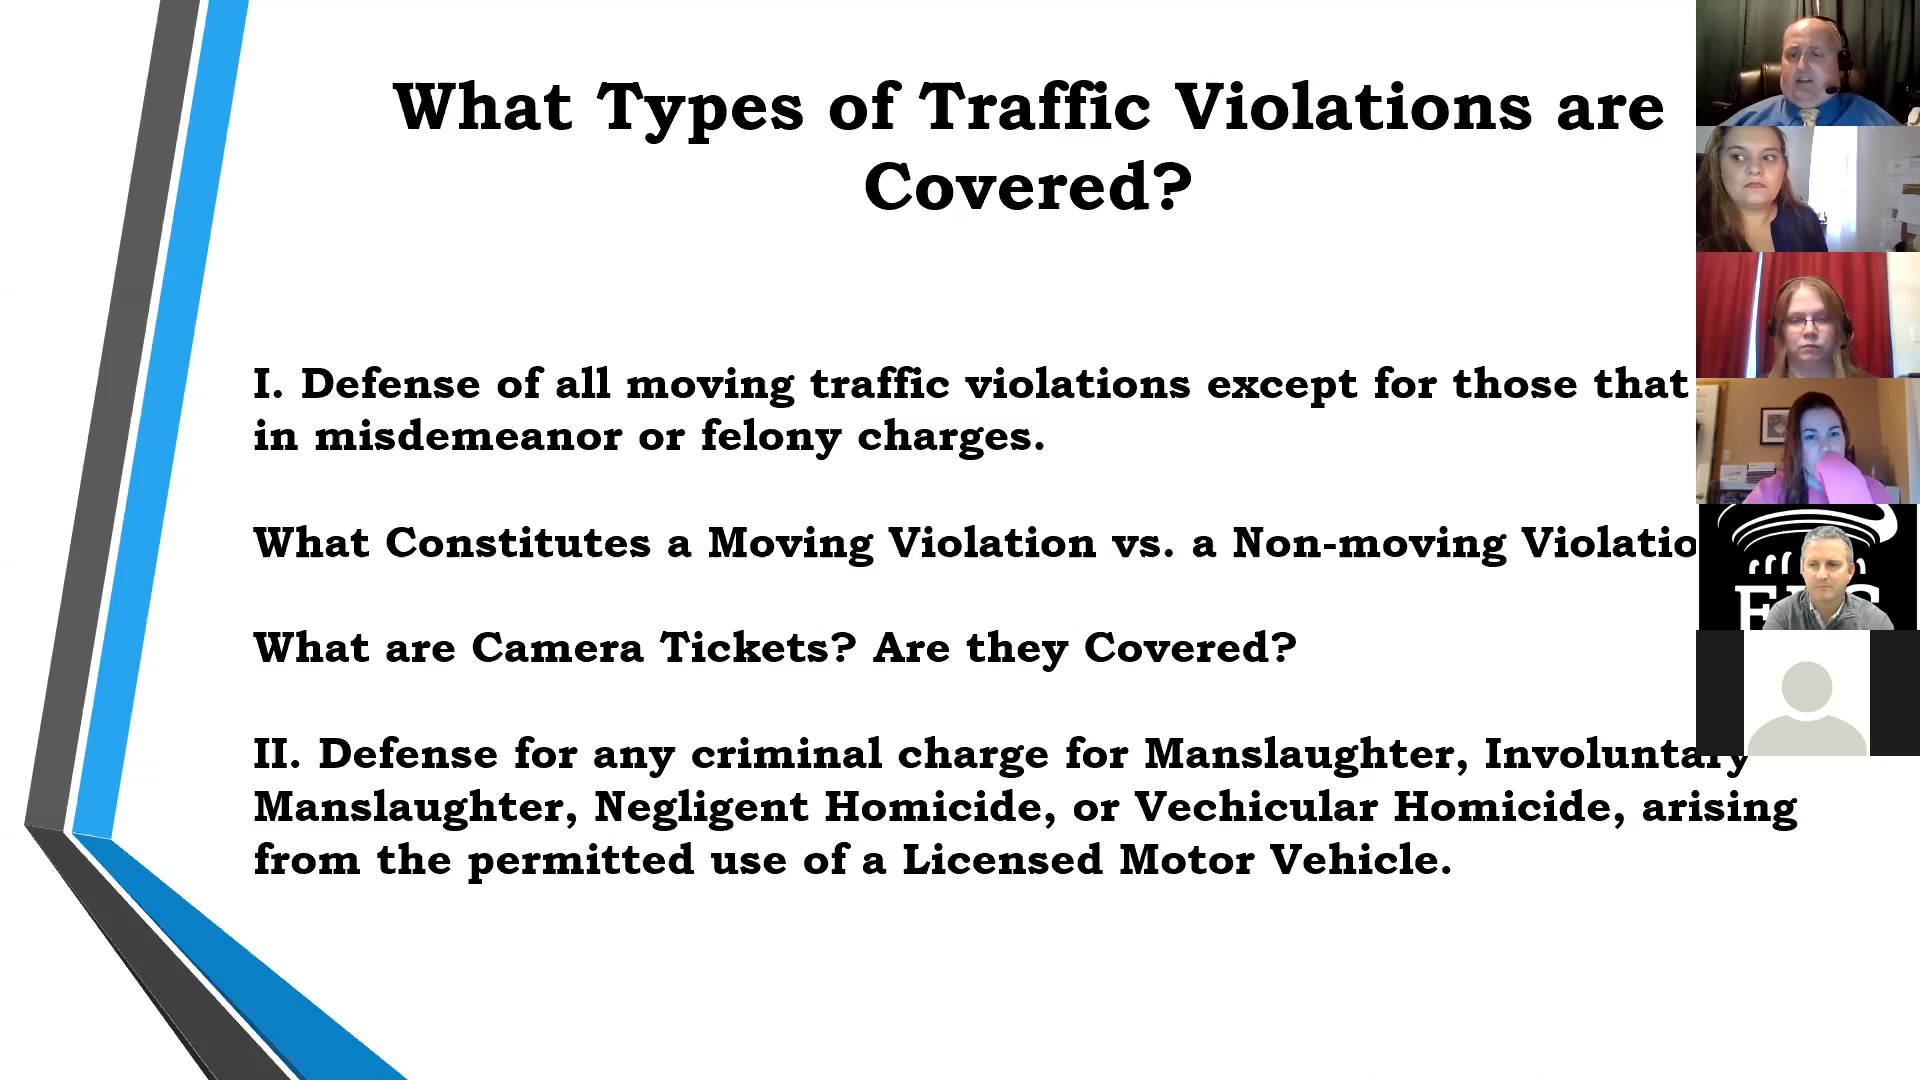 What Types of Traffic Violations are
Covered?
I. Defense of all moving traffic violations except for those that
in misdemeanor or felony charges.
What Constitutes a Moving Violation vs. a Non-moving Violatio
What are Camera Tickets? Are they Covered?
II. Defense for any criminal charge for Manslaughter, Involuntary
Manslaughter, Negligent Homicide, or Vechicular Homicide, arising
from the permitted use of a Licensed Motor Vehicle.